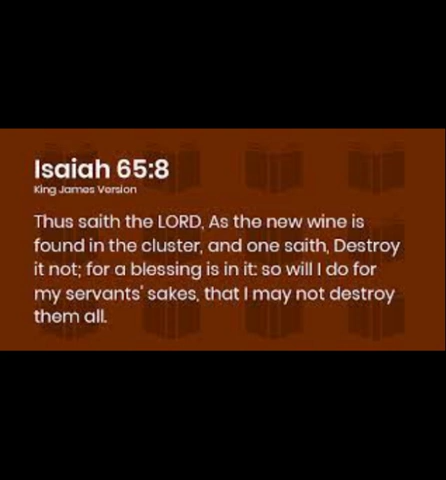 Isaiah 65:8
King James Version
Thus saith the LORD, As the new wine is
found in the cluster, and one saith, Destroy
it not; for a blessing is in it: so will I do for
my servants' sakes, that I may not destroy
them all.